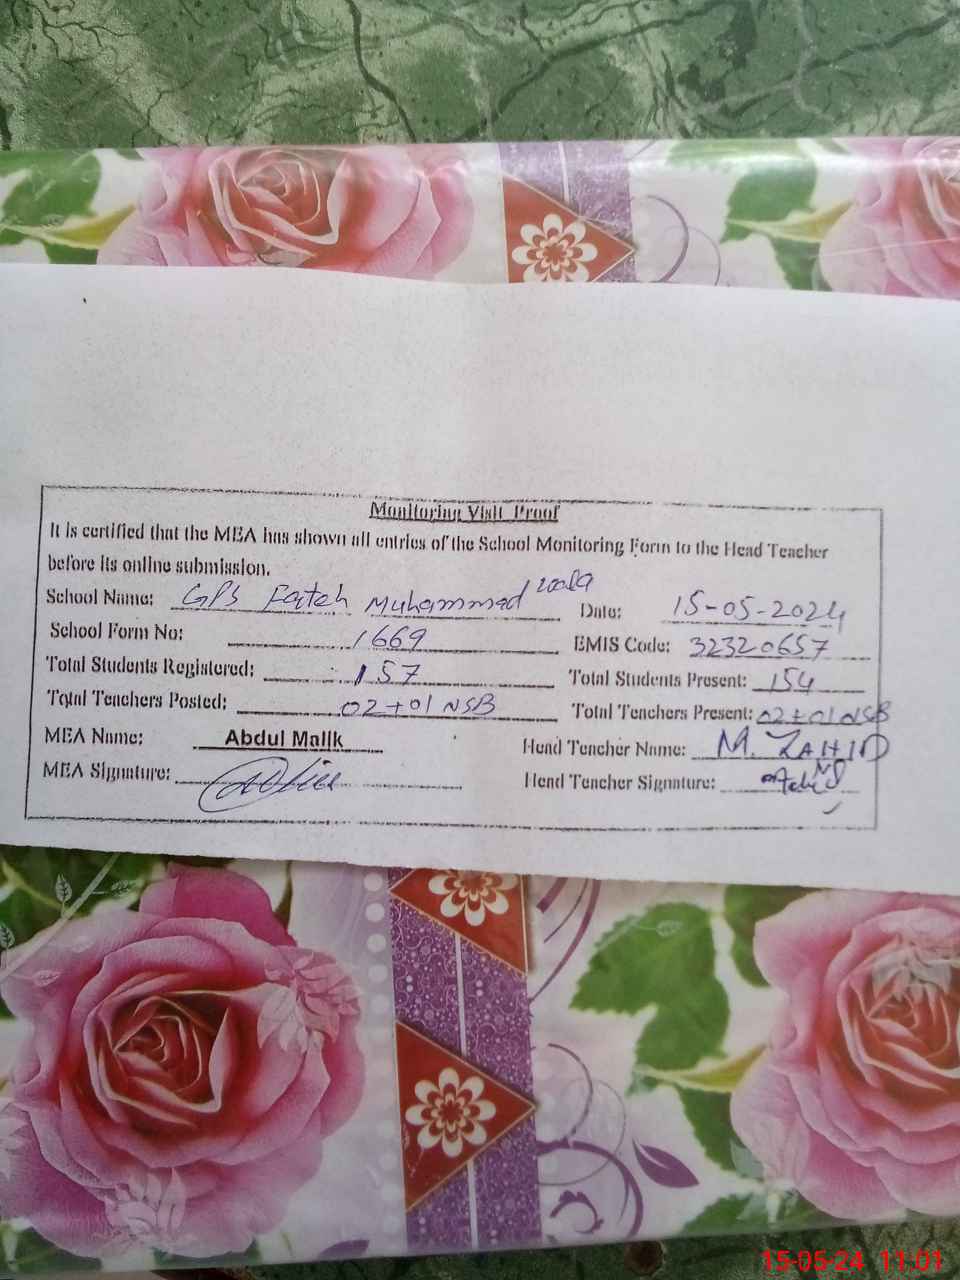 Monitoring Visit Proof
It is certified that the MEA has shown all entries of the School Monitoring Form to the Head Teacher
before its online submission.
School Name: GPS Fateh Muhammad wala Date: 15-05-2024
School Form No: 1669 EMIS Code: 32320657
Total Students Registered: 157 Total Students Present: 154
Total Teachers Posted: 02+01 NSB Total Teachers Present: 02+01 NSB
MEA Name: Abdul Malik Head Teacher Name: M. ZAHID
MEA Signature: Head Teacher Signature:
15-05-24 11:01